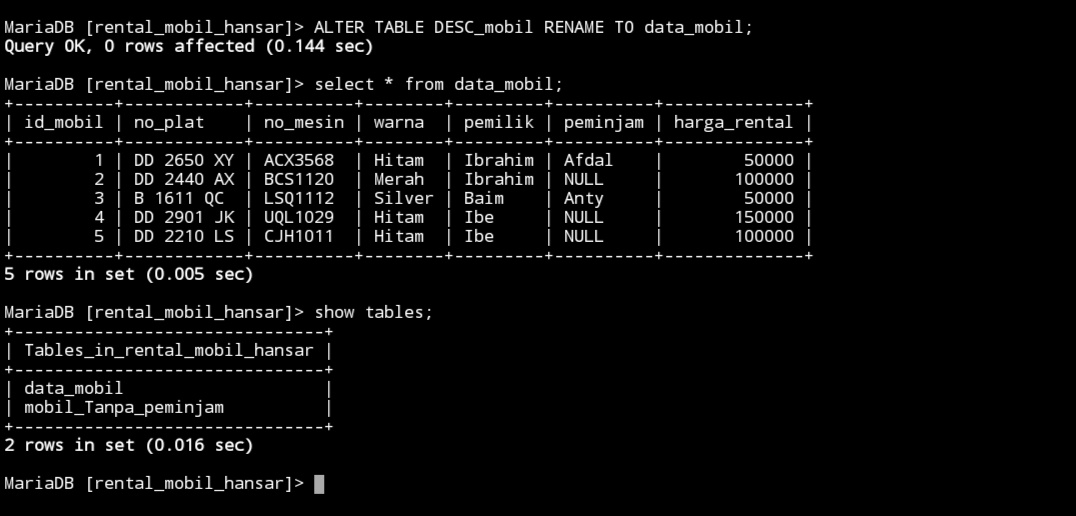 MariaDB [rental_mobil_hansar]> ALTER TABLE DESC_mobil RENAME TO data_mobil;
Query OK, 0 rows affected (0.144 sec)

MariaDB [rental_mobil_hansar]> select * from data_mobil;
+----------+------------+----------+--------+---------+----------+--------------+
| id_mobil | no_plat    | no_mesin | warna  | pemilik | peminjam | harga_rental |
+----------+------------+----------+--------+---------+----------+--------------+
|        1 | DD 2650 XY | ACX3568  | Hitam  | Ibrahim | Afdal    |        50000 |
|        2 | DD 2440 AX | BCS1120  | Merah  | Ibrahim | NULL     |       100000 |
|        3 | B 1611 QC  | LSQ1112  | Silver | Baim    | Anty     |        50000 |
|        4 | DD 2901 JK | UQL1029  | Hitam  | Ibe     | NULL     |       150000 |
|        5 | DD 2210 LS | CJH1011  | Hitam  | Ibe     | NULL     |       100000 |
+----------+------------+----------+--------+---------+----------+--------------+
5 rows in set (0.005 sec)

MariaDB [rental_mobil_hansar]> show tables;
+-------------------------------+
| Tables_in_rental_mobil_hansar |
+-------------------------------+
| data_mobil                    |
| mobil_Tanpa_peminjam          |
+-------------------------------+
2 rows in set (0.016 sec)

MariaDB [rental_mobil_hansar]>